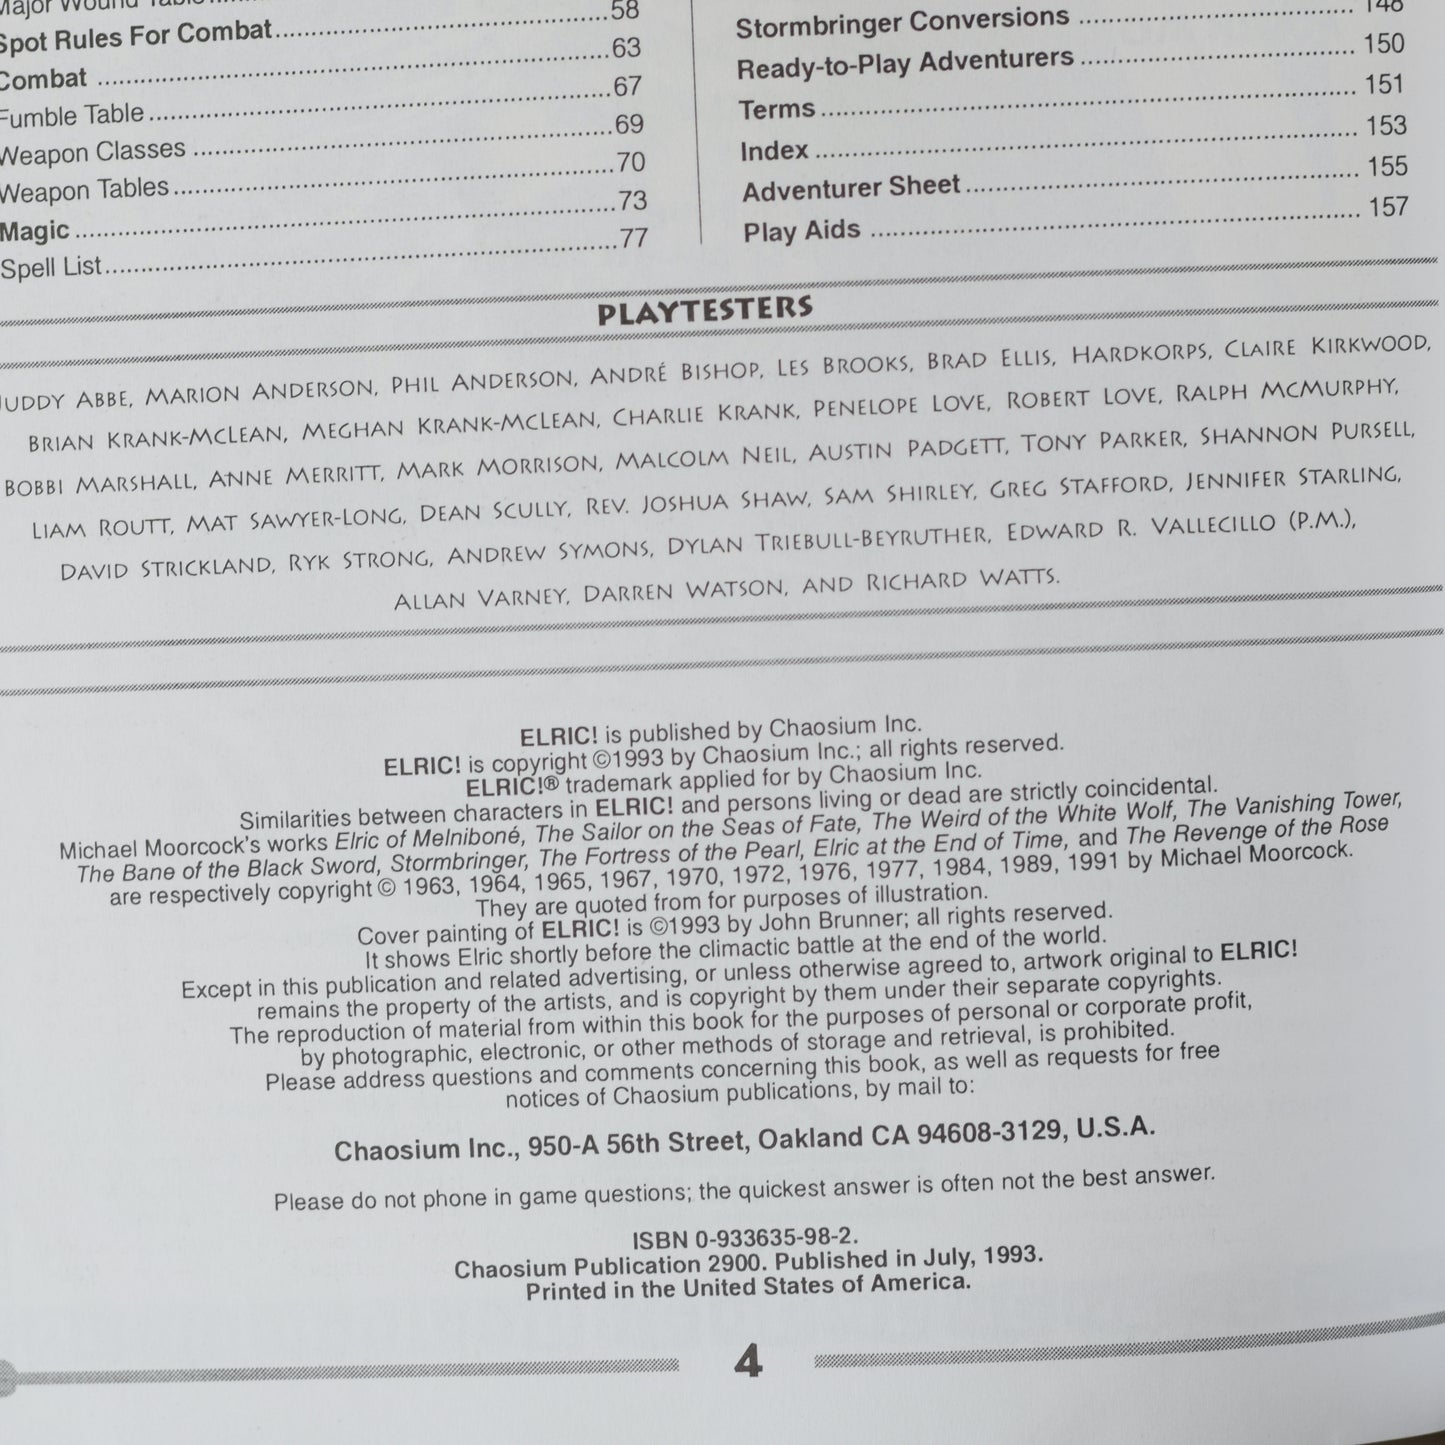 Major Wound Table
Spot Rules For Combat..........58
Combat..........63
Fumble Table..........67
Weapon Classes..........69
Weapon Tables..........70
Magic..........73
Spell List..........77
Stormbringer Conversions..........148
Ready-to-Play Adventurers..........150
Terms..........151
Index..........153
Adventurer Sheet..........155
Play Aids..........157
PLAYTESTERS
JUDDY ABBE, MARION ANDERSON, PHIL ANDERSON, ANDRÉ BISHOP, LES BROOKS, BRAD ELLIS, HARDKORPS, CLAIRE KIRKWOOD,
BRIAN KRANK-MCLEAN, MEGHAN KRANK-MCLEAN, CHARLIE KRANK, PENELOPE LOVE, ROBERT LOVE, RALPH MCMURPHY,
BOBBI MARSHALL, ANNE MERRITT, MARK MORRISON, MALCOLM NEIL, AUSTIN PADGETT, TONY PARKER, SHANNON PURSELL,
LIAM ROUTT, MAT SAWYER-LONG, DEAN SCULLY, REV. JOSHUA SHAW, SAM SHIRLEY, GREG STAFFORD, JENNIFER STARLING,
DAVID STRICKLAND, RYK STRONG, ANDREW SYMONS, DYLAN TRIEBULL-BEYRUTHER, EDWARD R. VALLECILLO (P.M.),
ALLAN VARNEY, DARREN WATSON, AND RICHARD WATTS.
ELRIC! is published by Chaosium Inc.
ELRIC! is copyright ©1993 by Chaosium Inc.; all rights reserved.
ELRIC!® trademark applied for by Chaosium Inc.
Similarities between characters in ELRIC! and persons living or dead are strictly coincidental.
Michael Moorcock's works Elric of Melniboné, The Sailor on the Seas of Fate, The Weird of the White Wolf, The Vanishing Tower,
The Bane of the Black Sword, Stormbringer, The Fortress of the Pearl, Elric at the End of Time, and The Revenge of the Rose
are respectively copyright © 1963, 1964, 1965, 1967, 1970, 1972, 1976, 1977, 1984, 1989, 1991 by Michael Moorcock.
They are quoted from for purposes of illustration.
Cover painting of ELRIC! is ©1993 by John Brunner; all rights reserved.
It shows Elric shortly before the climactic battle at the end of the world.
Except in this publication and related advertising, or unless otherwise agreed to, artwork original to ELRIC!
remains the property of the artists, and is copyright by them under their separate copyrights.
The reproduction of material from within this book for the purposes of personal or corporate profit,
by photographic, electronic, or other methods of storage and retrieval, is prohibited.
Please address questions and comments concerning this book, as well as requests for free
notices of Chaosium publications, by mail to:
Chaosium Inc., 950-A 56th Street, Oakland CA 94608-3129, U.S.A.
Please do not phone in game questions; the quickest answer is often not the best answer.
ISBN 0-933635-98-2.
Chaosium Publication 2900. Published in July, 1993.
Printed in the United States of America.
4